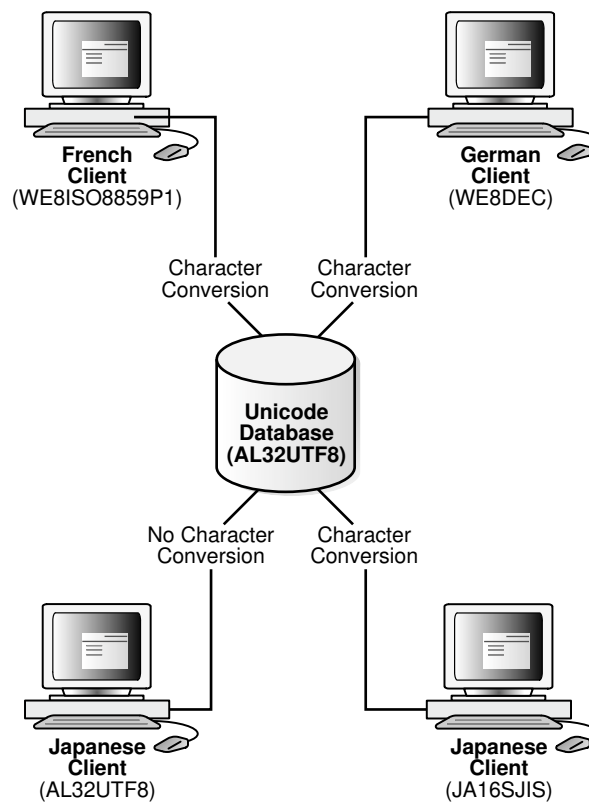 French
Client
(WE8ISO8859P1)
German
Client
(WE8DEC)
Character
Conversion
Character
Conversion
Unicode
Database
(AL32UTF8)
No Character
Conversion
Character
Conversion
Japanese
Client
(AL32UTF8)
Japanese
Client
(JA16SJIS)